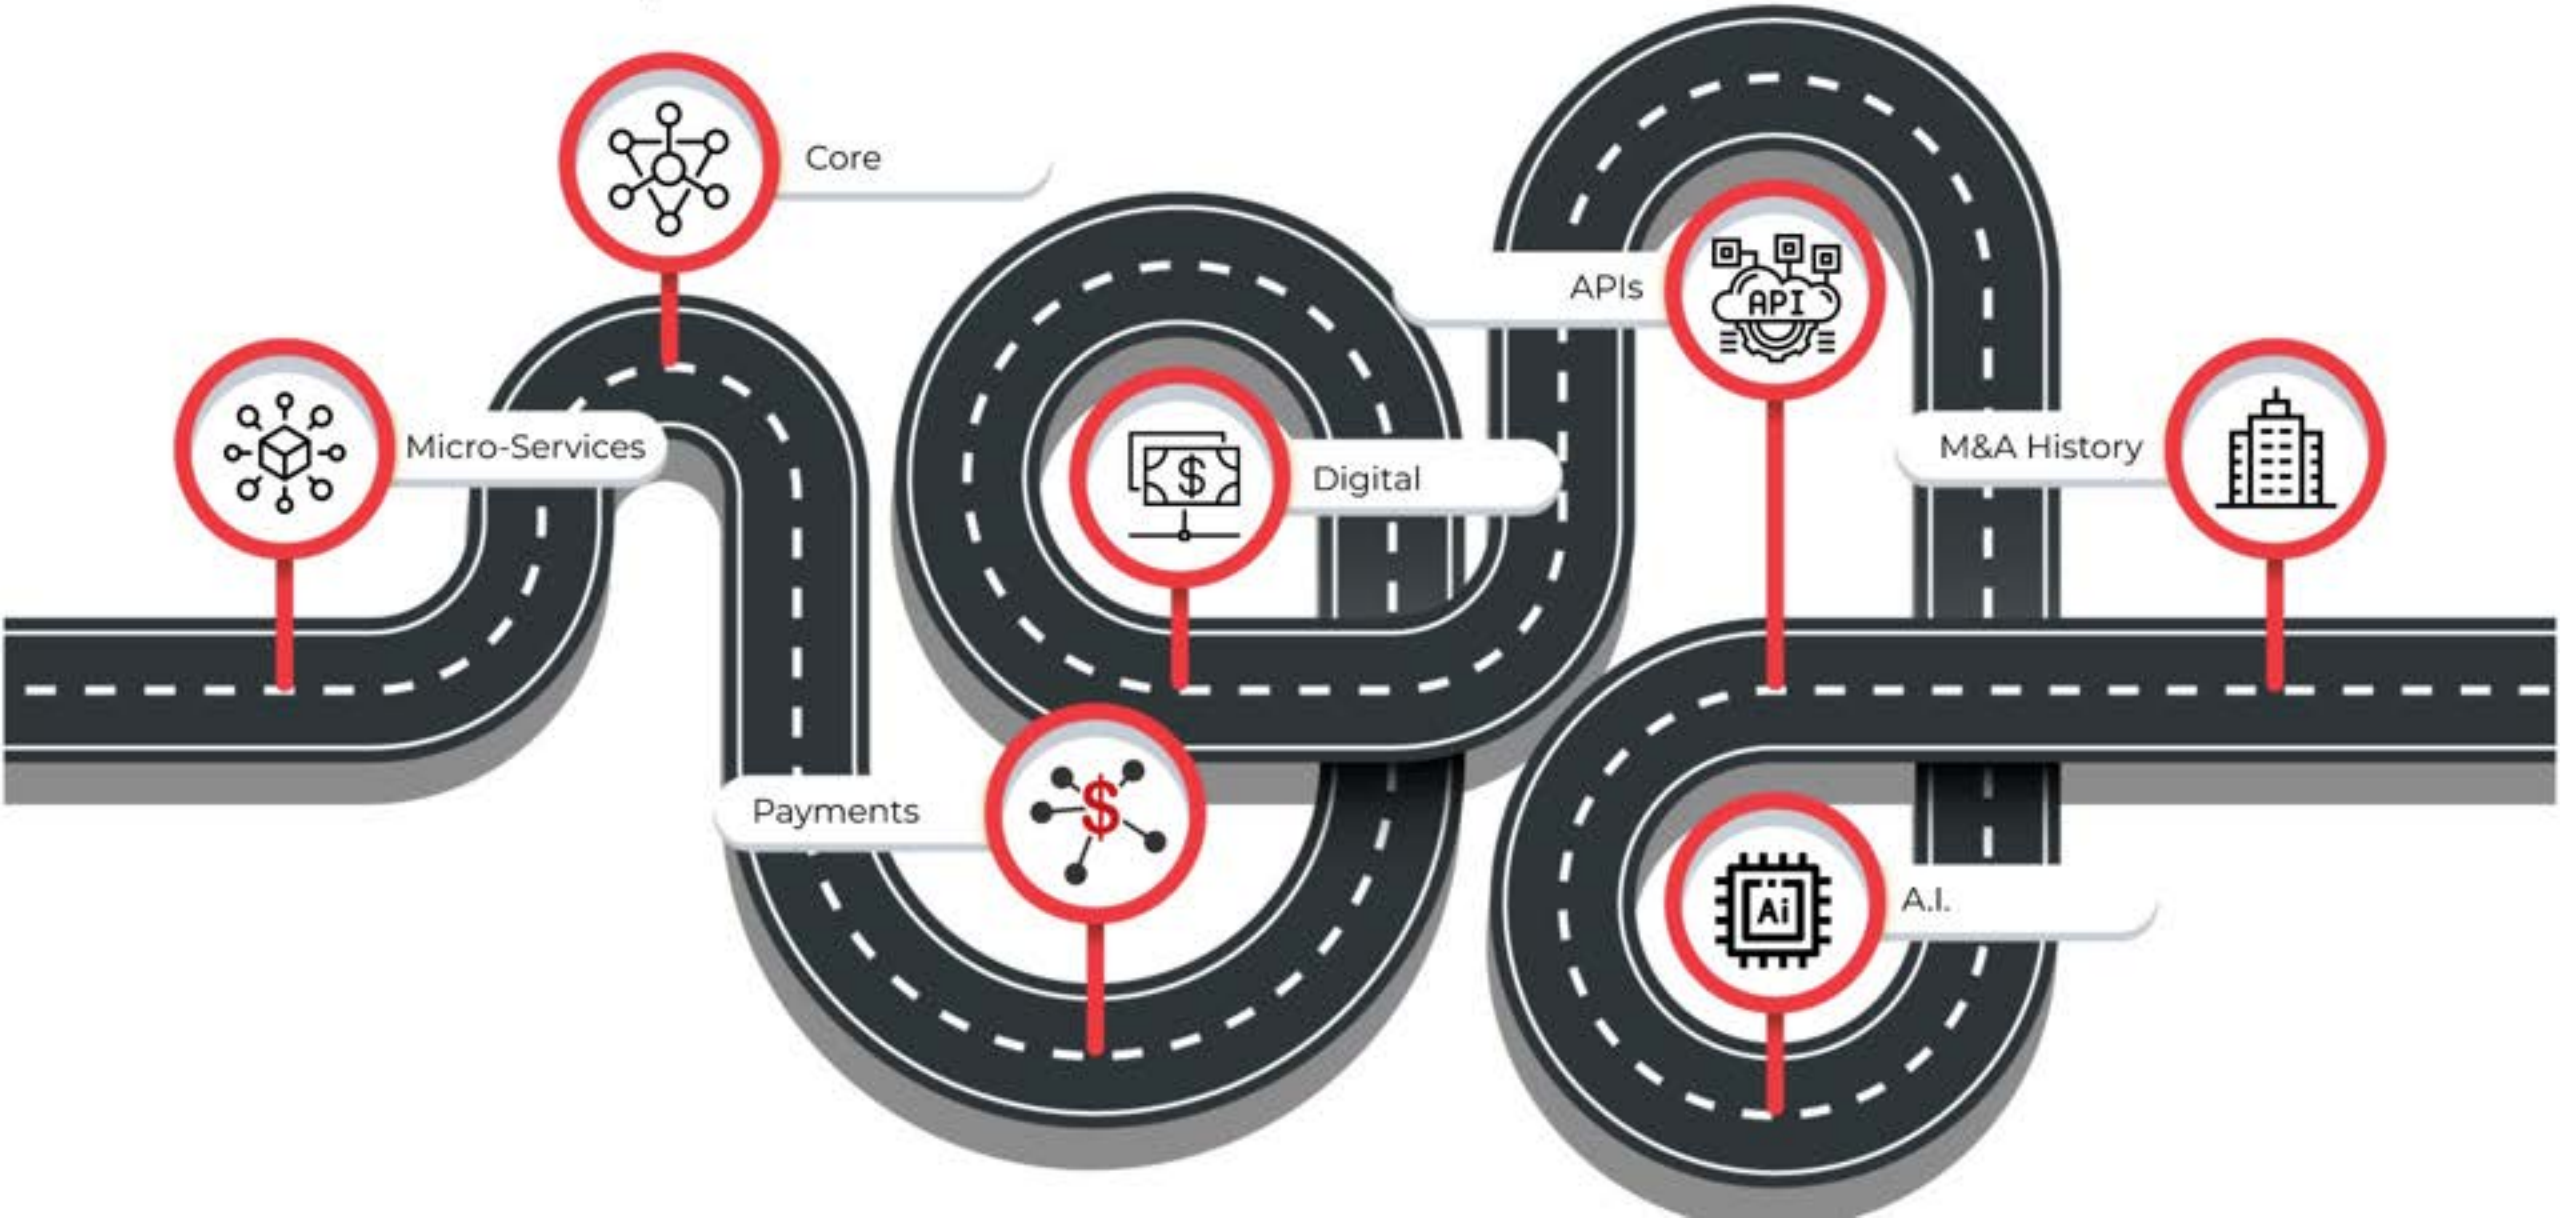 Core
APIs
API
Micro-Services
M&A History
$
Digital
$
Payments
A.I.
Ai